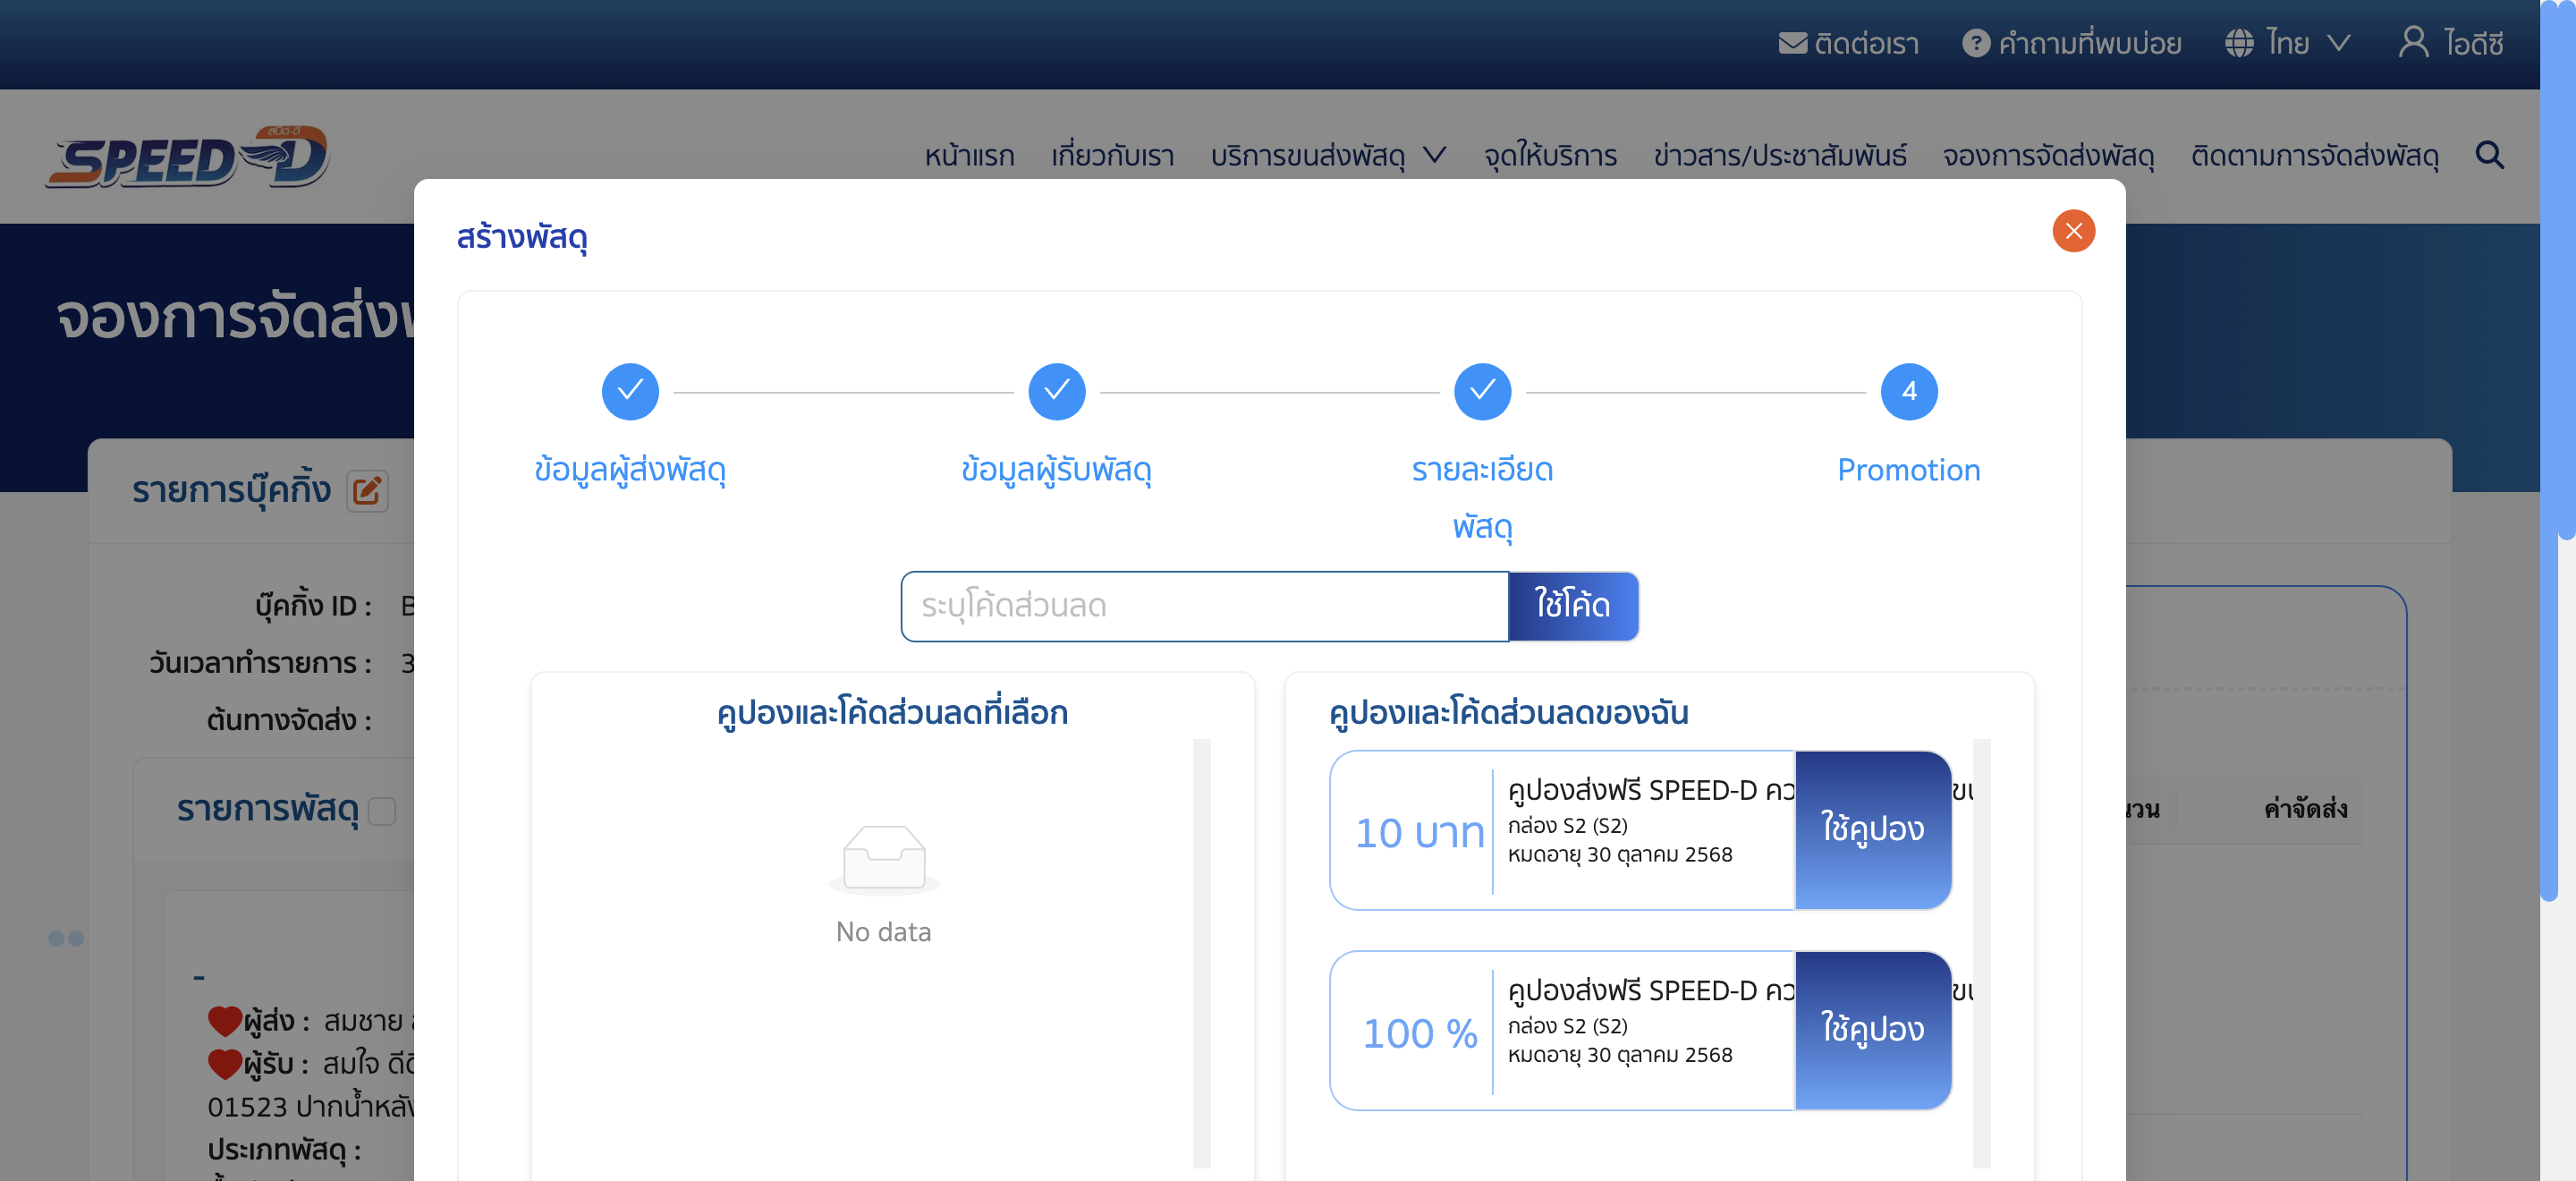 ติดต่อเรา
? คำถามที่พบบ่อย
ไทย
ไอดีซี
สปีด-ดี
SPEED-D
หน้าแรก
เกี่ยวกับเรา
บริการขนส่งพัสดุ
จุดให้บริการ
ข่าวสาร/ประชาสัมพันธ์
จองการจัดส่งพัสดุ
ติดตามการจัดส่งพัสดุ
จองการจัดส่ง
สร้างพัสดุ
4
ข้อมูลผู้ส่งพัสดุ
ข้อมูลผู้รับพัสดุ
รายละเอียด
พัสดุ
Promotion
ระบุโค้ดส่วนลด
ใช้โค้ด
คูปองและโค้ดส่วนลดที่เลือก
No data
คูปองและโค้ดส่วนลดของฉัน
10 บาท
คูปองส่งฟรี SPEED-D
กล่อง S2 (S2)
หมดอายุ 30 ตุลาคม 2568
ใช้คูปอง
100 %
คูปองส่งฟรี SPEED-D
กล่อง S2 (S2)
หมดอายุ 30 ตุลาคม 2568
ใช้คูปอง
รายการบุ๊คกิ้ง
บุ๊คกิ้ง ID : B
วันเวลาทำรายการ : 3
ต้นทางจัดส่ง :
รายการพัสดุ
ค่าจัดส่ง
-
ผู้ส่ง : สมชาย
ผู้รับ : สมใจ
01523 ปากน้ำหลัง
ประเภทพัสดุ :